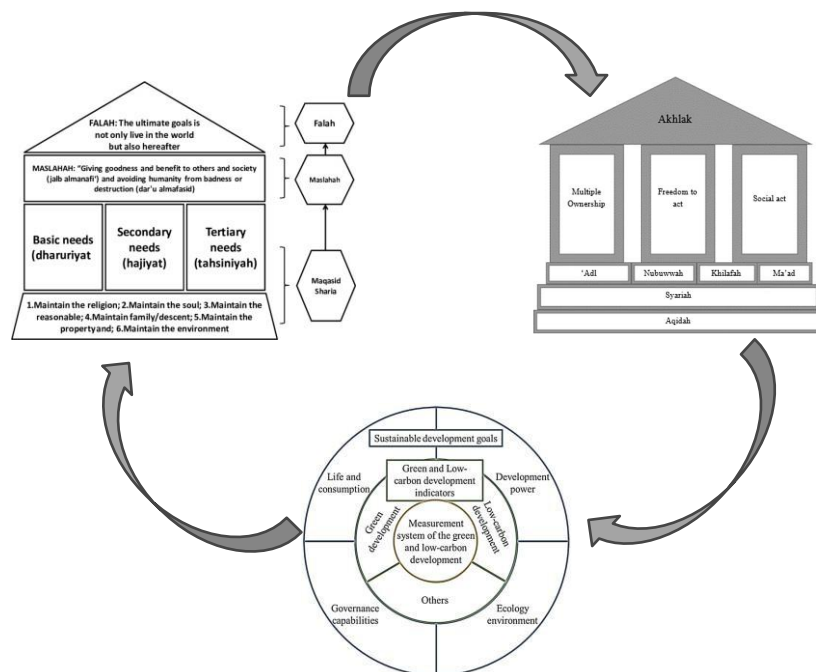 FALAH: The ultimate goals is
not only live in the world
but also hereafter
MASLAHAH: “Giving goodness and benefit to others and society
(jalb almanafi’) and avoiding humanity from badness or
destruction (dar'u almafasid)
Basic needs
(dharuriyat
Secondary
needs
(hajiyat)
Tertiary
needs
(tahsiniyah)
1.Maintain the religion; 2.Maintain the soul; 3.Maintain the
reasonable; 4.Maintain family/descent; 5.Maintain the
property and; 6.Maintain the environment
Falah
Maslahah
Maqasid
Sharia
Akhlak
Multiple
Ownership
Freedom to
act
Social act
‘Adl
Nubuwwah
Khilafah
Ma’ad
Syariah
Aqidah
Sustainable development goals
Life and
consumption
Green and Low-
carbon development
indicators
Development
power
Green
development
Low-carbon
development
Measurement
system of the green
and low-carbon
development
Others
Governance
capabilities
Ecology
environment